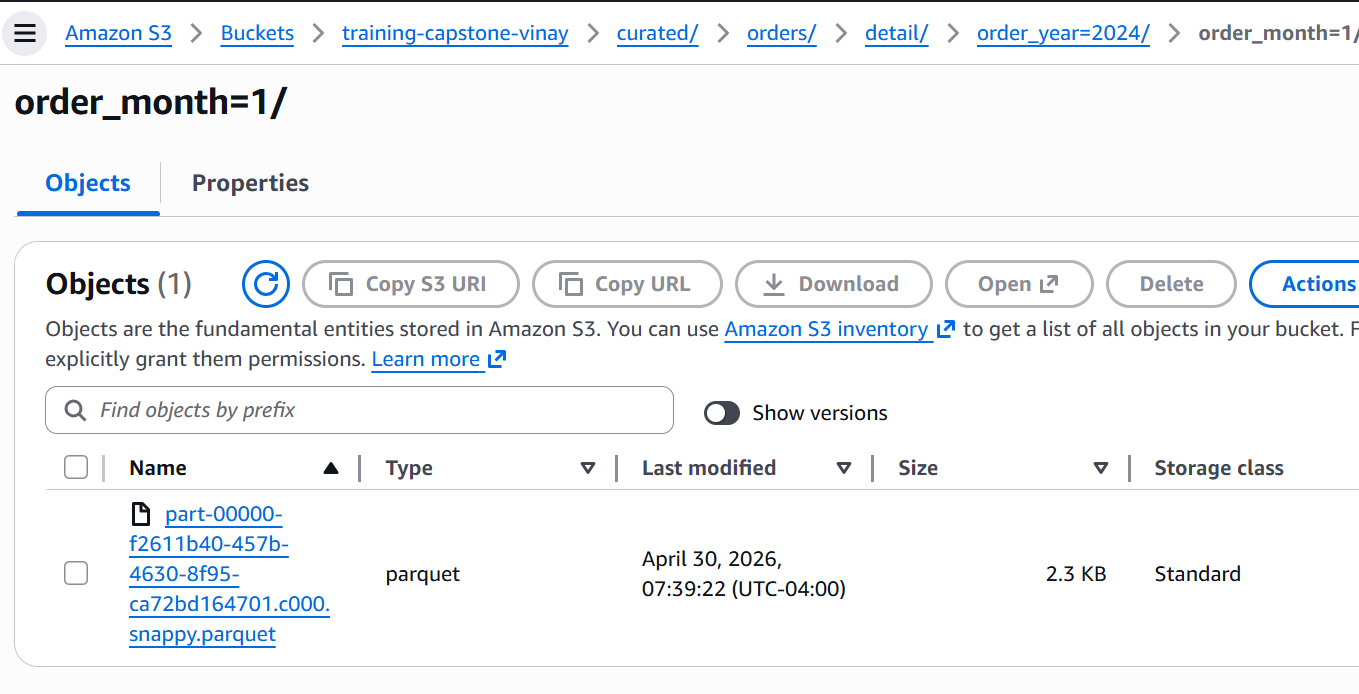 Amazon S3 > Buckets > training-capstone-vinay > curated/ > orders/ > detail/ > order_year=2024/ > order_month=1/
order_month=1/
Objects Properties
Objects (1) Copy S3 URI Copy URL Download Open Delete Actions
Objects are the fundamental entities stored in Amazon S3. You can use Amazon S3 inventory to get a list of all objects in your bucket. F
explicitly grant them permissions. Learn more
Find objects by prefix Show versions
Name Type Last modified Size Storage class
part-00000-
f2611b40-457b-
4630-8f95-
ca72bd164701.c000.
snappy.parquet
parquet
April 30, 2026,
07:39:22 (UTC-04:00)
2.3 KB
Standard